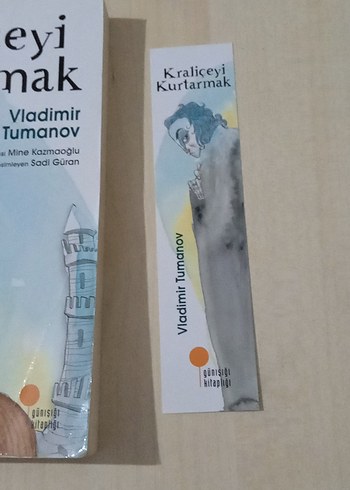 eyi
mak
Vladimir
Tumanov
Mine Kazmaoğlu
Sadi Güran
günışığı
kitaplığı
Kraliçeyi
Kurtarmak
Vladimir Tumanov
günışığı
kitaplığı